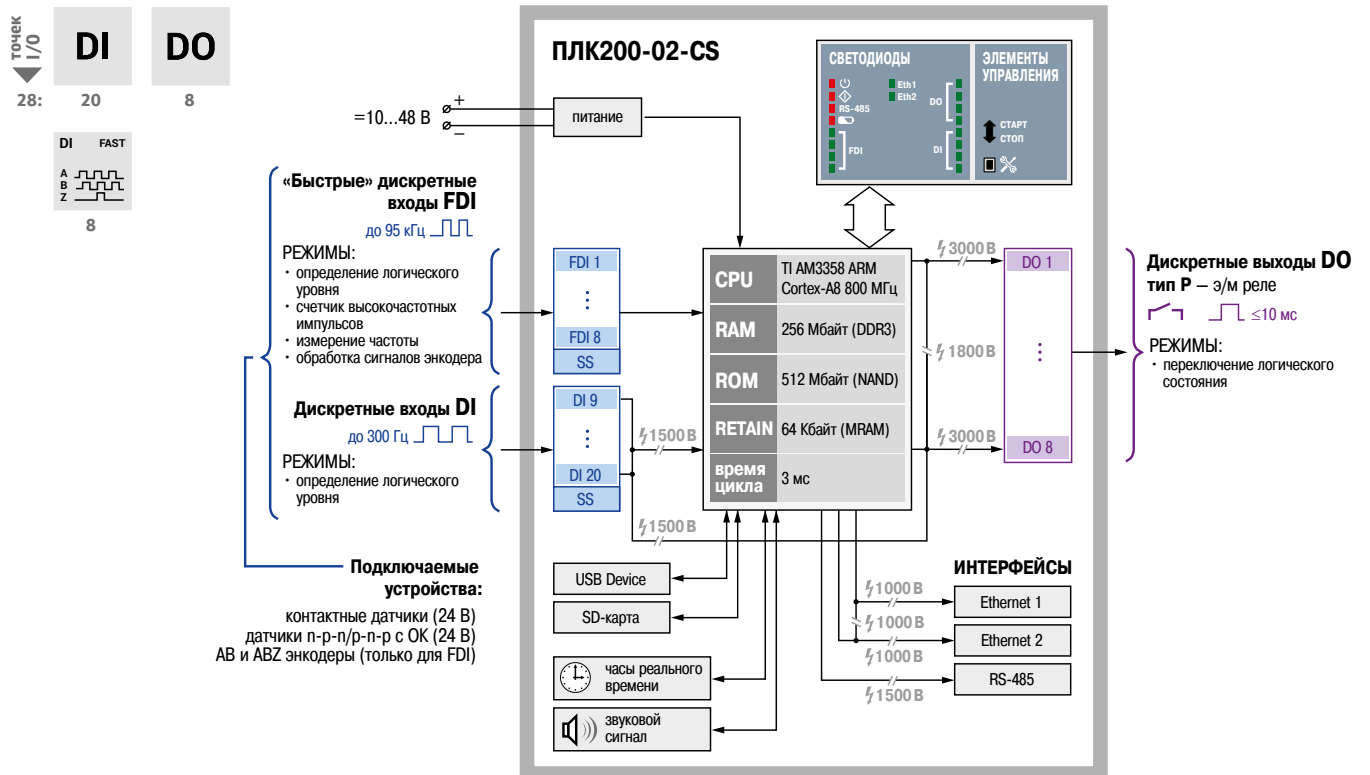 точек
I/O
DI
DO
28:
20
8
DI FAST
A
B
Z
8
ПЛК200-02-CS
=10...48 В
+
–
питание
СВЕТОДИОДЫ
RS-485
FDI
Eth1
Eth2
DO
DI
ЭЛЕМЕНТЫ
УПРАВЛЕНИЯ
СТАРТ
СТОП
«Быстрые» дискретные
входы FDI
до 95 кГц
РЕЖИМЫ:
· определение логического
уровня
· счетчик высокочастотных
импульсов
· измерение частоты
· обработка сигналов энкодера
Дискретные входы DI
до 300 Гц
РЕЖИМЫ:
· определение логического
уровня
Подключаемые
устройства:
контактные датчики (24 В)
датчики n-p-n/p-n-p с ОК (24 В)
AB и ABZ энкодеры (только для FDI)
FDI 1
FDI 8
SS
DI 9
DI 20
SS
1500 В
1500 В
CPU
TI AM3358 ARM
Cortex-A8 800 МГц
RAM
256 Мбайт (DDR3)
ROM
512 Мбайт (NAND)
RETAIN
64 Кбайт (MRAM)
время
цикла
3 мс
3000 В
1800 В
3000 В
DO 1
DO 8
Дискретные выходы DO
тип Р – э/м реле
≤10 мс
РЕЖИМЫ:
· переключение логического
состояния
USB Device
SD-карта
часы реального
времени
звуковой
сигнал
ИНТЕРФЕЙСЫ
1000 В
Ethernet 1
1000 В
Ethernet 2
1000 В
RS-485
1500 В